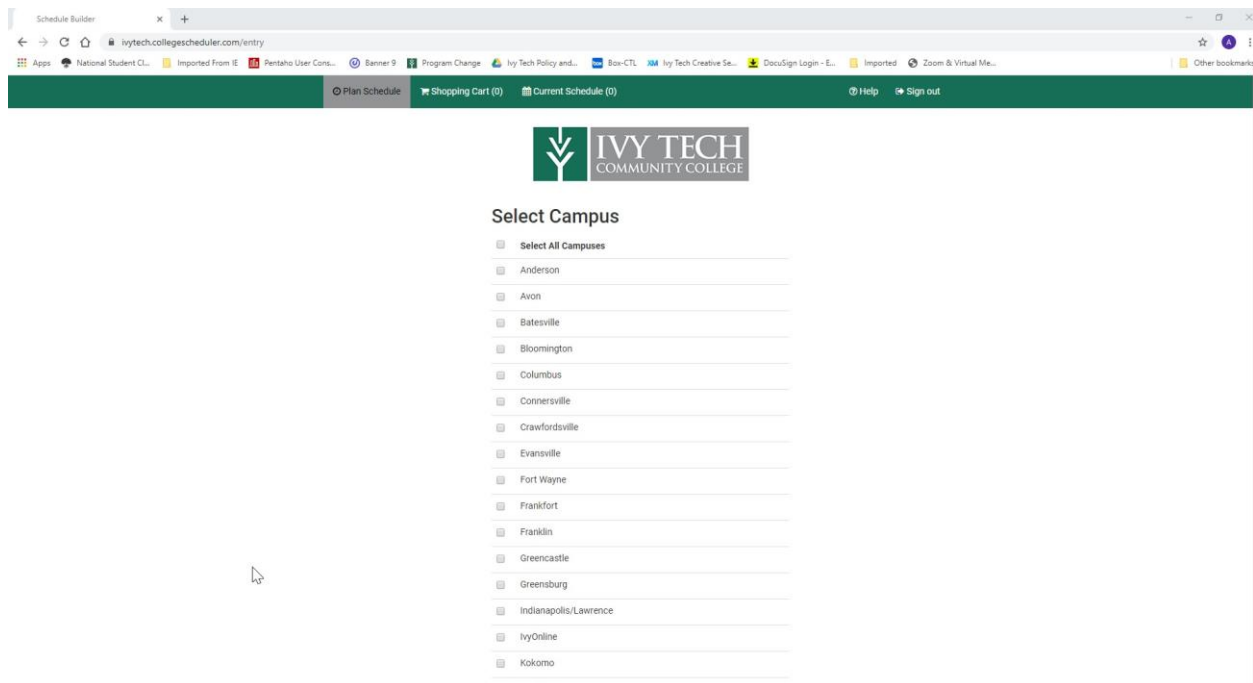 Schedule Builder
ivytech.collegescheduler.com/entry
Apps National Student Cl... Imported From IE Pentaho User Cons... Banner 9 Program Change Ivy Tech Policy and... Box-CTL XM Ivy Tech Creative Se... DocuSign Login - E... Imported Zoom & Virtual Me... Other bookmarks
Plan Schedule Shopping Cart (0) Current Schedule (0) Help Sign out
IVY TECH
COMMUNITY COLLEGE
Select Campus
Select All Campuses
Anderson
Avon
Batesville
Bloomington
Columbus
Connersville
Crawfordsville
Evansville
Fort Wayne
Frankfort
Franklin
Greencastle
Greensburg
Indianapolis/Lawrence
IvyOnline
Kokomo